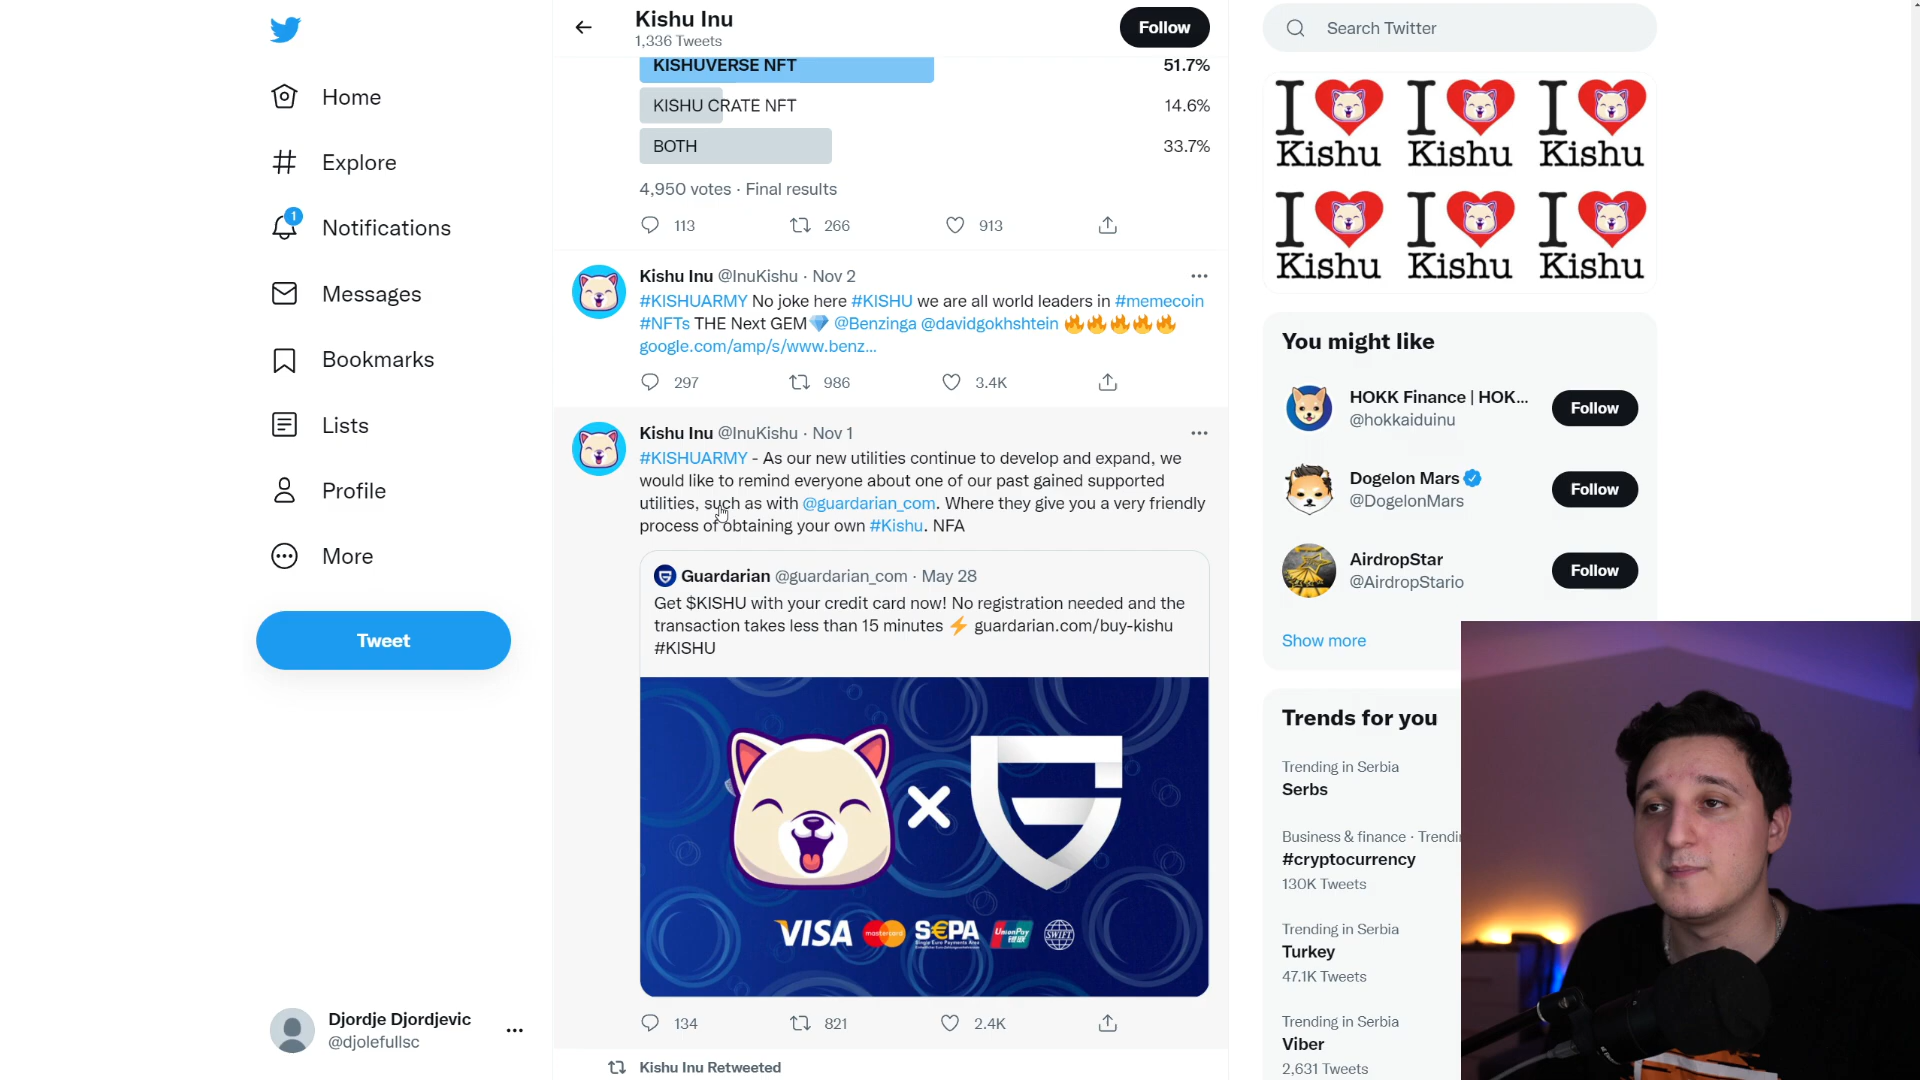 Kishu Inu
1,336 Tweets
Follow
Search Twitter
Home
Explore
1
Notifications
Messages
Bookmarks
Lists
Profile
More
Tweet
Djordje Djordjevic
@djolefullsc
KISHUVERSE NFT 51.7%
KISHU CRATE NFT 14.6%
BOTH 33.7%
4,950 votes · Final results
113 266 913
Kishu Inu @InuKishu · Nov 2
#KISHUARMY No joke here #KISHU we are all world leaders in #memecoin
#NFTs THE Next GEM💎 @Benzinga @davidgokhshtein 🔥🔥🔥🔥🔥
google.com/amp/s/www.benz...
297 986 3.4K
Kishu Inu @InuKishu · Nov 1
#KISHUARMY - As our new utilities continue to develop and expand, we
would like to remind everyone about one of our past gained supported
utilities, such as with @guardarian_com. Where they give you a very friendly
process of obtaining your own #Kishu. NFA
Guardarian @guardarian_com · May 28
Get $KISHU with your credit card now! No registration needed and the
transaction takes less than 15 minutes ⚡ guardarian.com/buy-kishu
#KISHU
VISA mastercard S€PA UnionPay SWIFT
134 821 2.4K
Kishu Inu Retweeted
I I I
Kishu Kishu Kishu
I I I
Kishu Kishu Kishu
You might like
HOKK Finance | HOK...
@hokkaiduinu
Follow
Dogelon Mars
@DogelonMars
Follow
AirdropStar
@AirdropStario
Follow
Show more
Trends for you
Trending in Serbia
Serbs
Business & finance · Trendi
#cryptocurrency
130K Tweets
Trending in Serbia
Turkey
47.1K Tweets
Trending in Serbia
Viber
2,631 Tweets